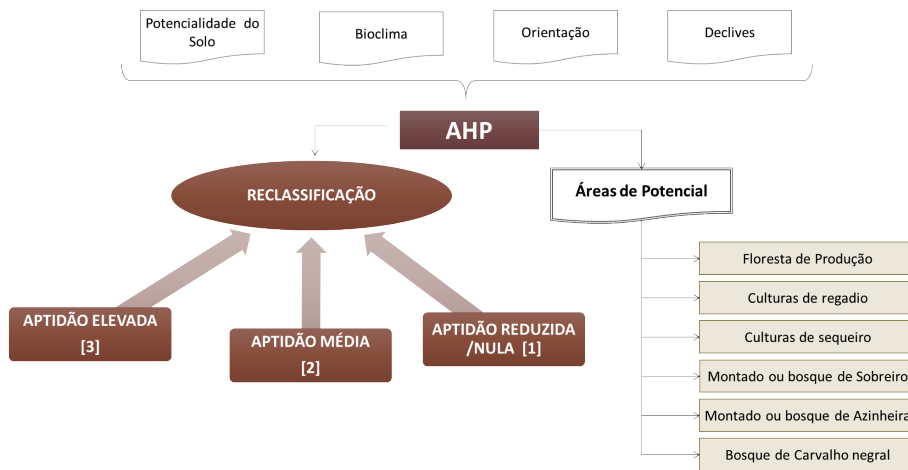 Potencialidade do
Solo
Bioclima
Orientação
Declives
AHP
RECLASSIFICAÇÃO
Áreas de Potencial
APTIDÃO ELEVADA
[3]
APTIDÃO MÉDIA
[2]
APTIDÃO REDUZIDA
/NULA [1]
Floresta de Produção
Culturas de regadio
Culturas de sequeiro
Montado ou bosque de Sobreiro
Montado ou bosque de Azinheira
Bosque de Carvalho negral